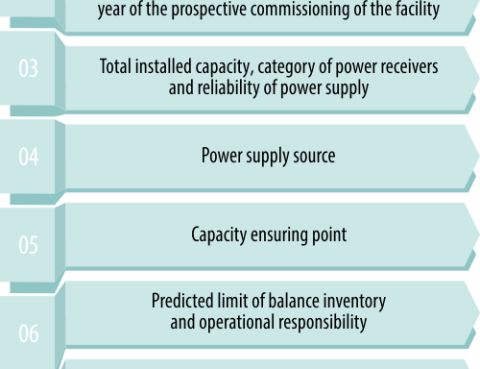 year of the prospective commissioning of the facility
03
Total installed capacity, category of power receivers
and reliability of power supply
04
Power supply source
05
Capacity ensuring point
06
Predicted limit of balance inventory
and operational responsibility